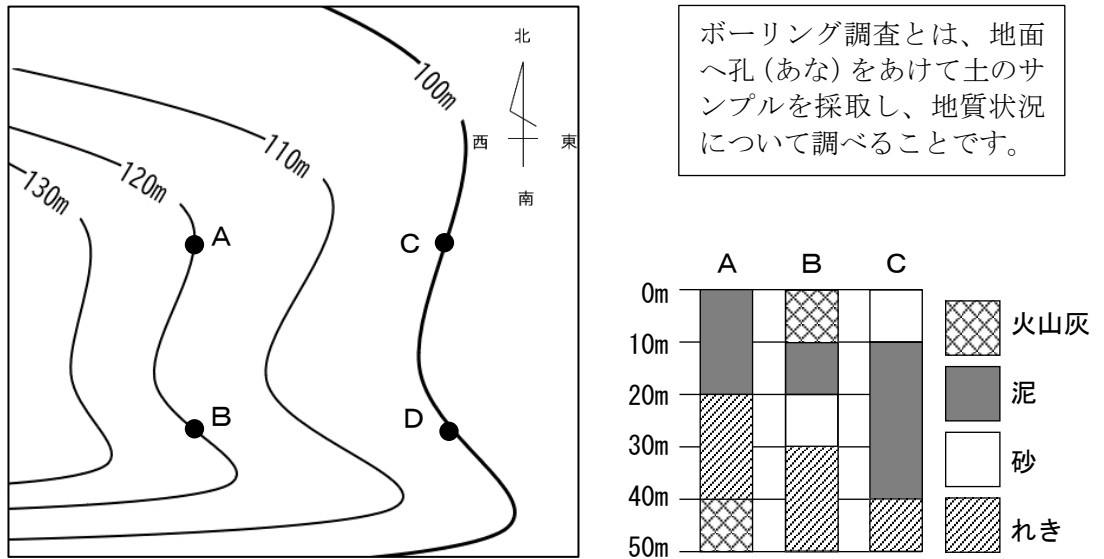 100m
110m
120m
130m
北
西
東
南
A
B
C
D
ボーリング調査とは、地面
へ孔(あな)をあけて土のサ
ンプルを採取し、地質状況
について調べることです。
A B C
0m
10m
20m
30m
40m
50m
火山灰
泥
砂
れき